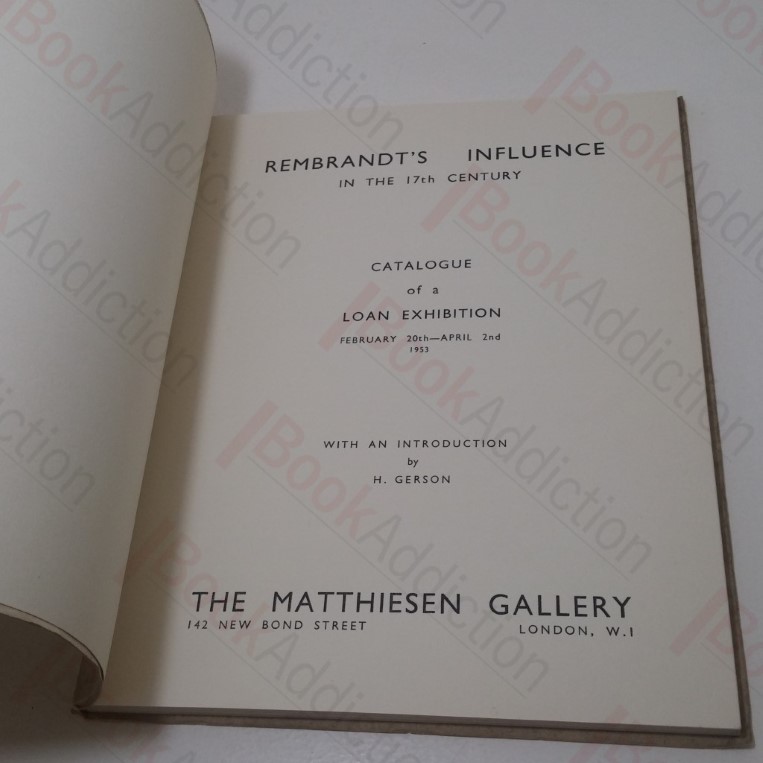 REMBRANDT'S INFLUENCE
IN THE 17th CENTURY
CATALOGUE
of a
LOAN EXHIBITION
FEBRUARY 20th—APRIL 2nd
1953
WITH AN INTRODUCTION
by
H. GERSON
THE MATTHIESEN GALLERY
142 NEW BOND STREET LONDON, W.1
BookAddiction